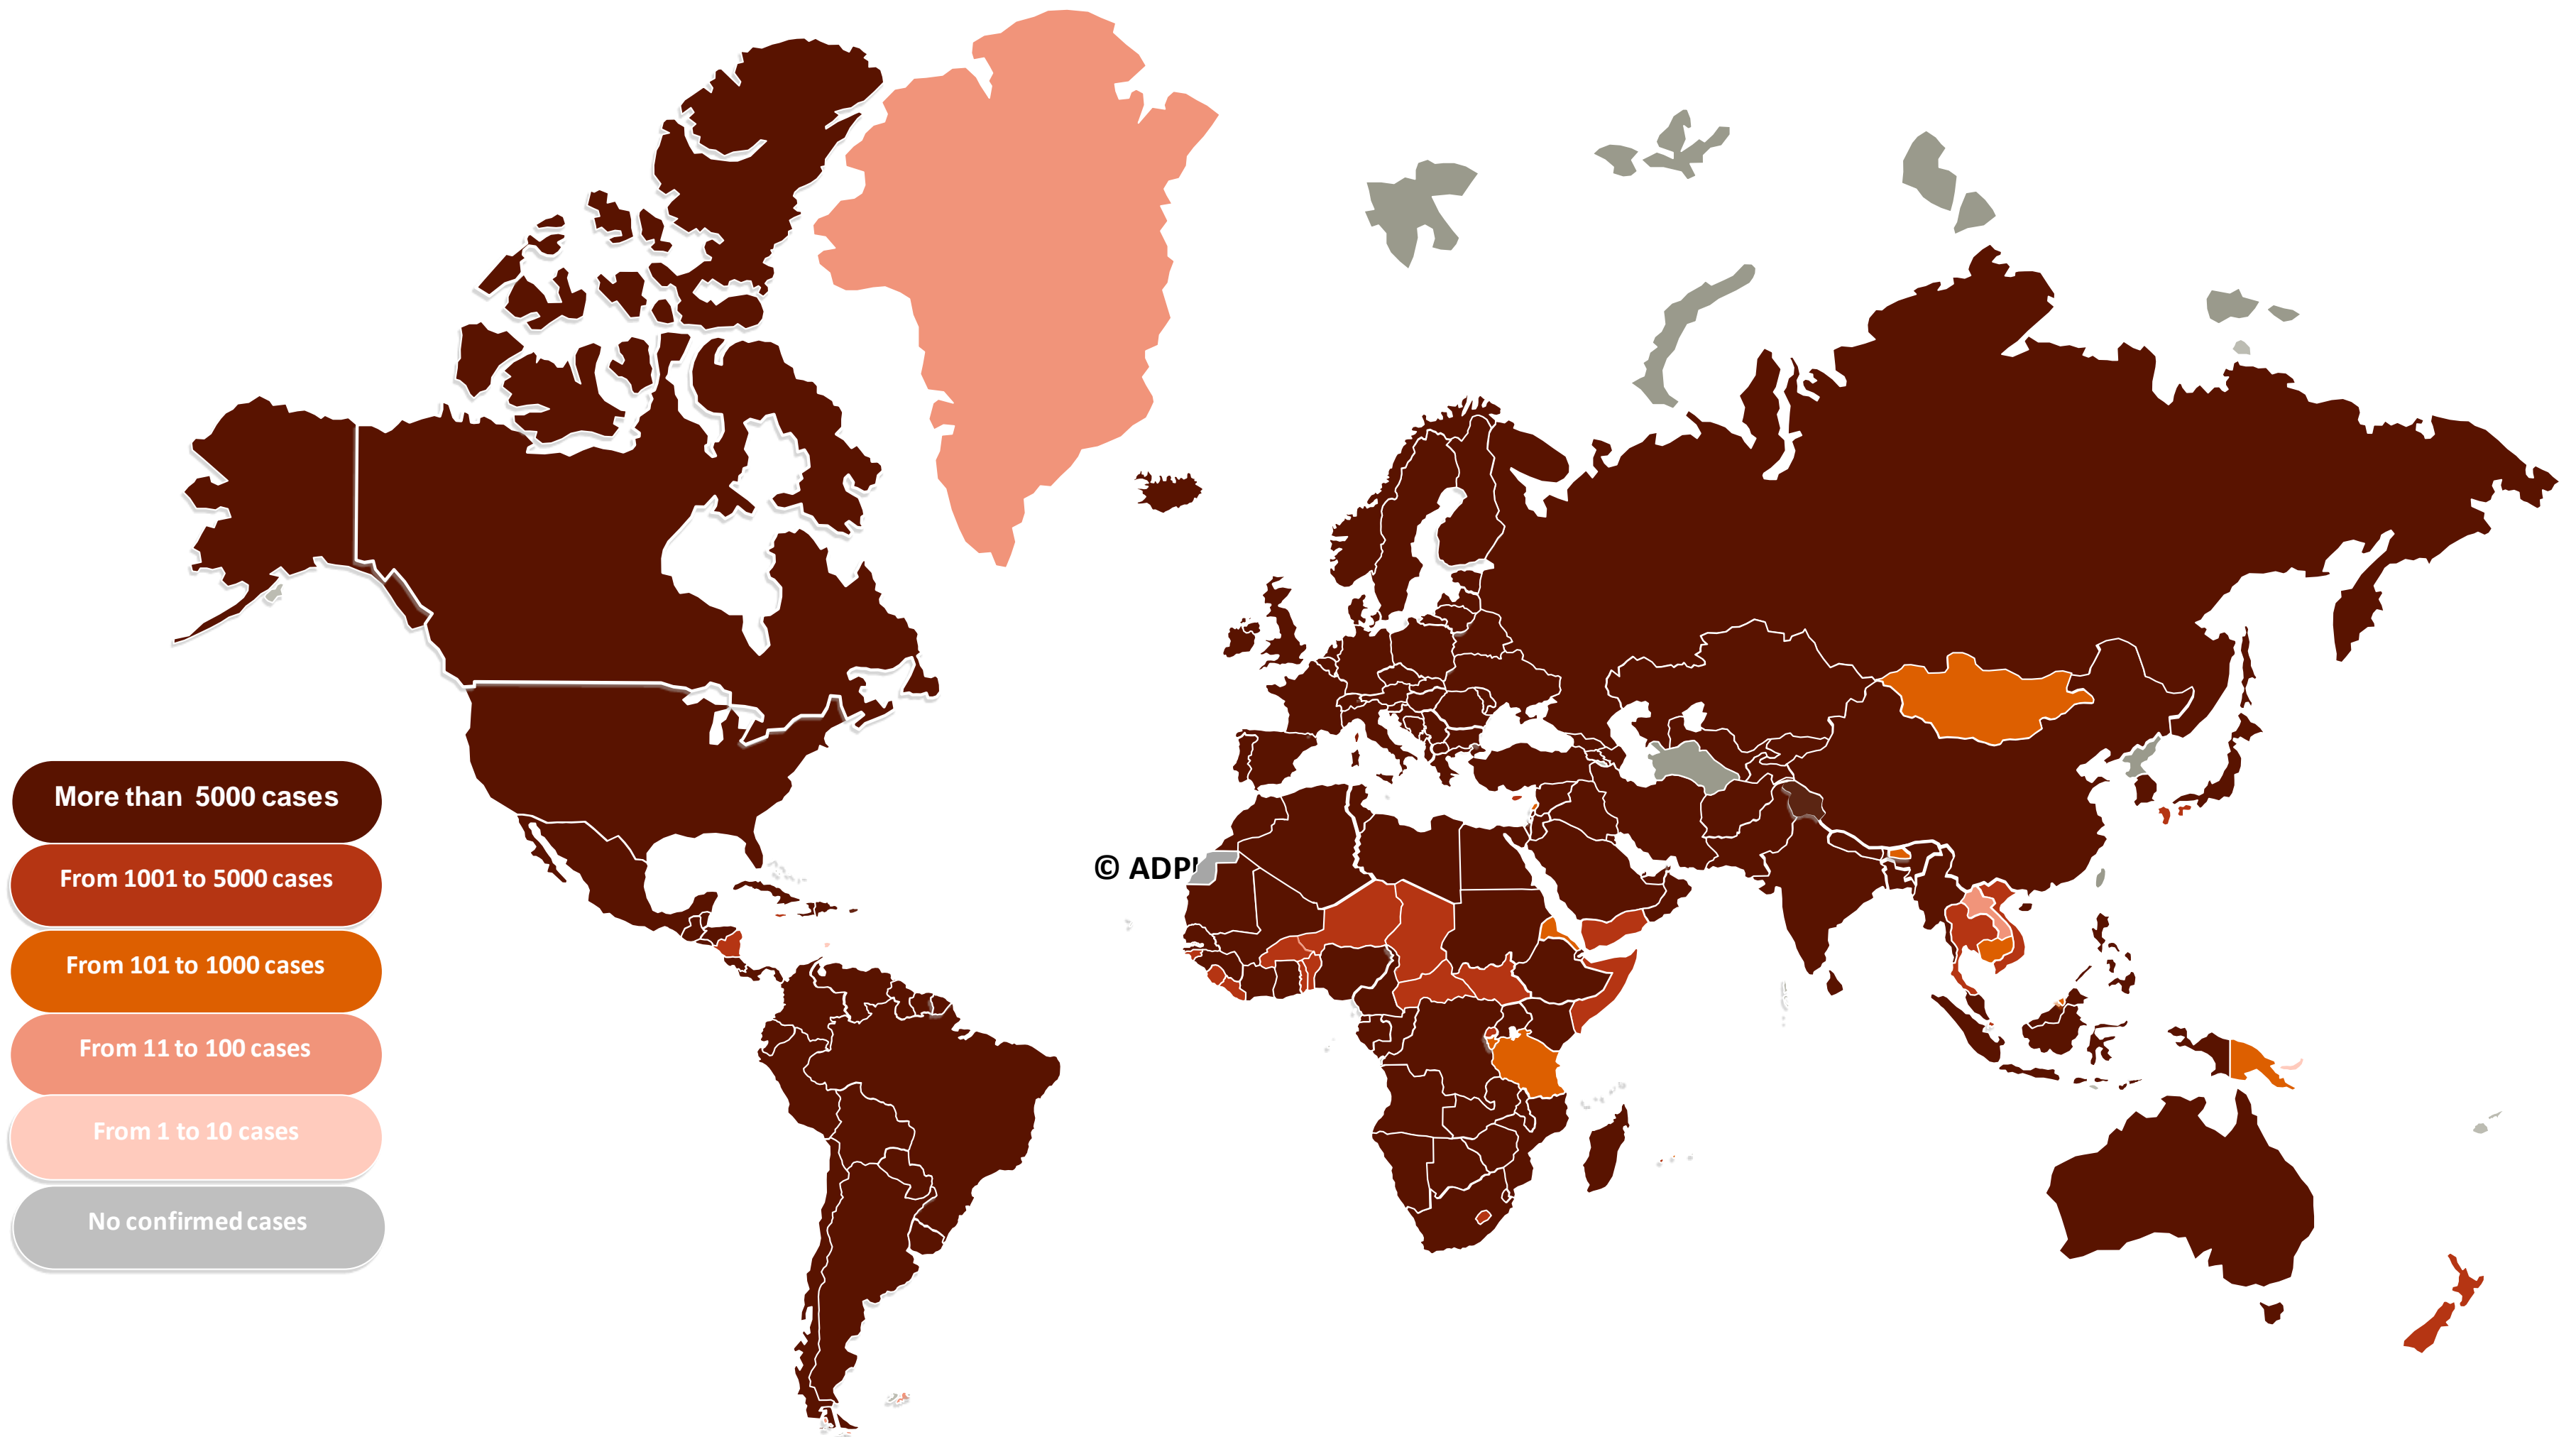 © ADPI
More than 5000 cases
From 1001 to 5000 cases
From 101 to 1000 cases
From 11 to 100 cases
From 1 to 10 cases
No confirmed cases